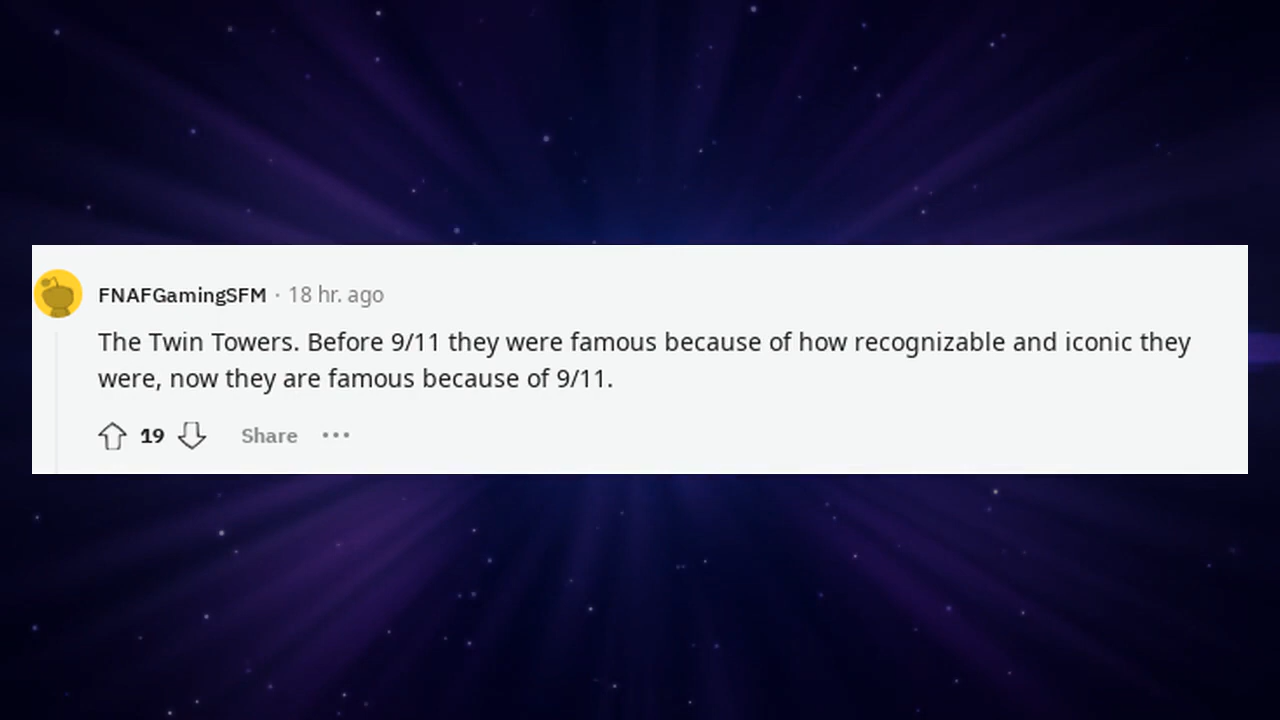 FNAFGamingSFM · 18 hr. ago
The Twin Towers. Before 9/11 they were famous because of how recognizable and iconic they
were, now they are famous because of 9/11.
19 Share •••